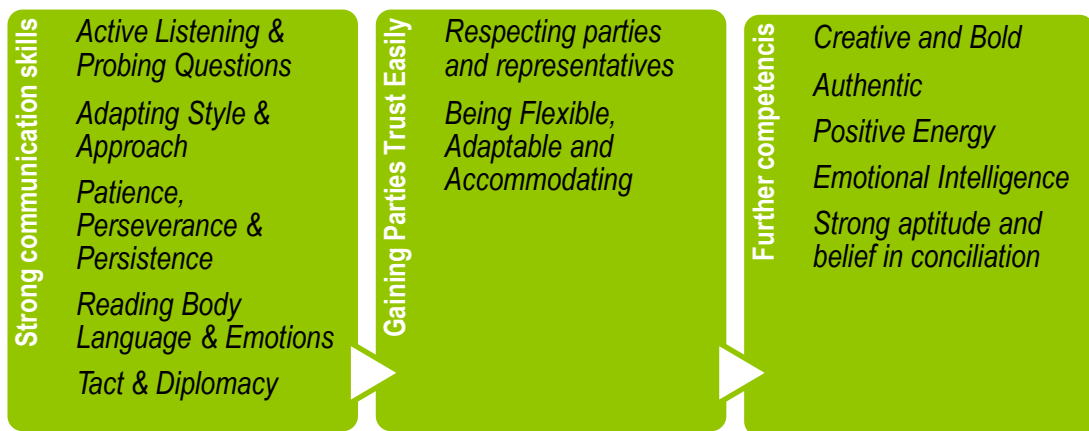 Strong communication skills
Active Listening &
Probing Questions
Adapting Style &
Approach
Patience,
Perseverance &
Persistence
Reading Body
Language & Emotions
Tact & Diplomacy
Gaining Parties Trust Easily
Respecting parties
and representatives
Being Flexible,
Adaptable and
Accommodating
Further competencis
Creative and Bold
Authentic
Positive Energy
Emotional Intelligence
Strong aptitude and
belief in conciliation